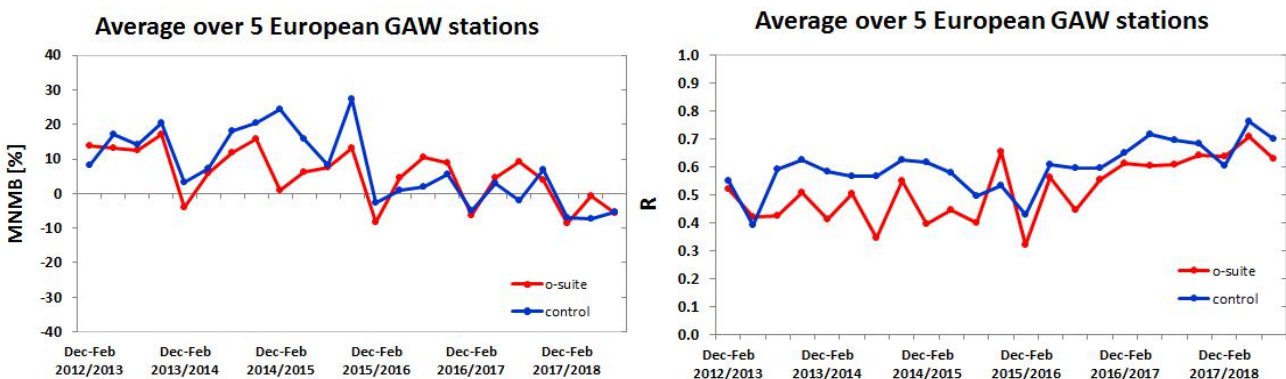 Average over 5 European GAW stations
40
30
20
10
0
-10
-20
-30
-40
MNMB [%]
o-suite
control
Dec-Feb Dec-Feb Dec-Feb Dec-Feb Dec-Feb Dec-Feb
2012/2013 2013/2014 2014/2015 2015/2016 2016/2017 2017/2018
Average over 5 European GAW stations
1.0
0.9
0.8
0.7
0.6
0.5
0.4
0.3
0.2
0.1
0.0
R
o-suite
control
Dec-Feb Dec-Feb Dec-Feb Dec-Feb Dec-Feb Dec-Feb
2012/2013 2013/2014 2014/2015 2015/2016 2016/2017 2017/2018